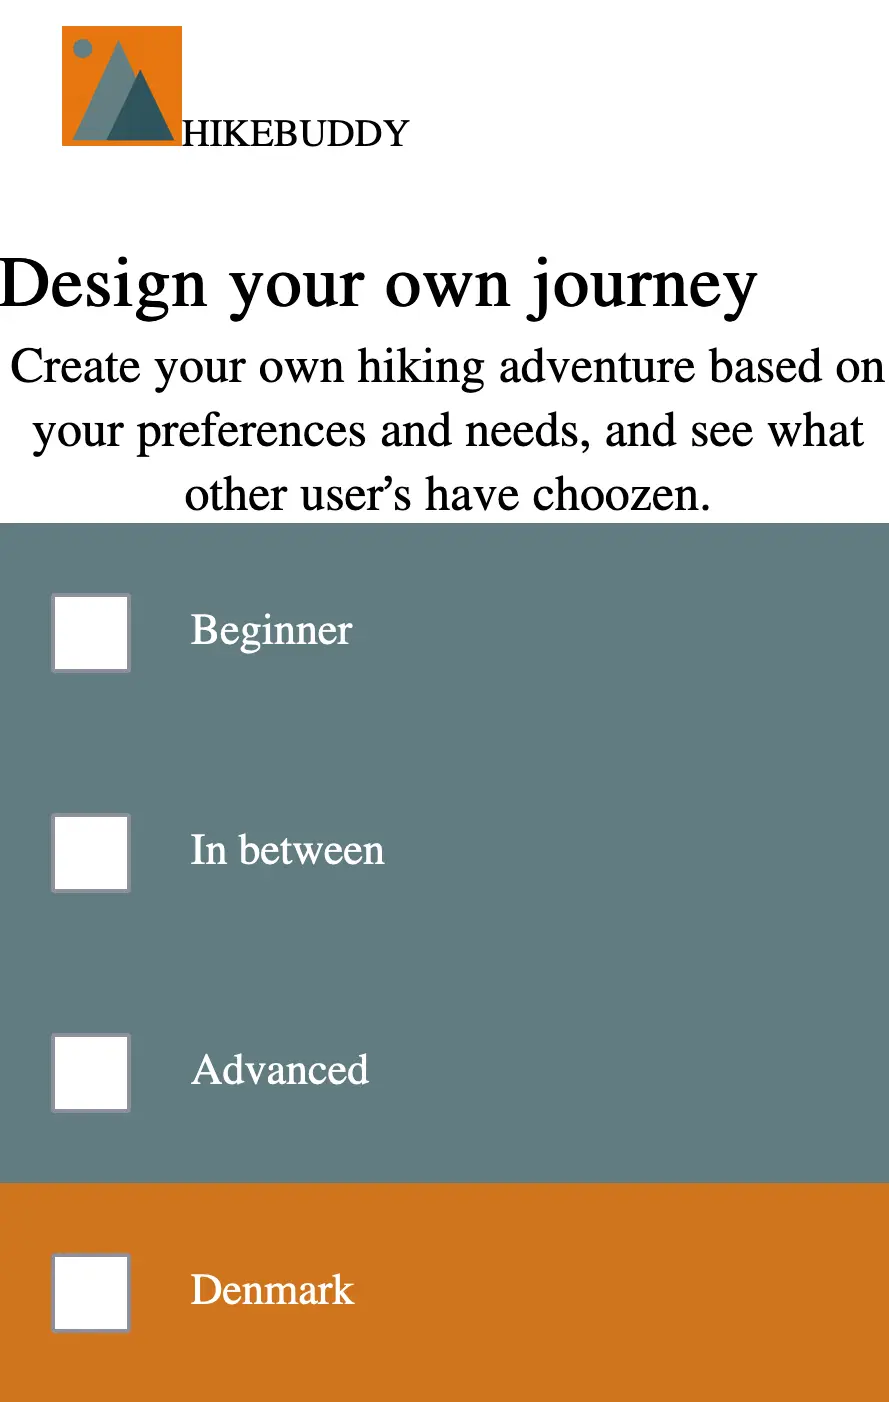 HIKEBUDDY
Design your own journey
Create your own hiking adventure based on
your preferences and needs, and see what
other user’s have choozen.
Beginner
In between
Advanced
Denmark